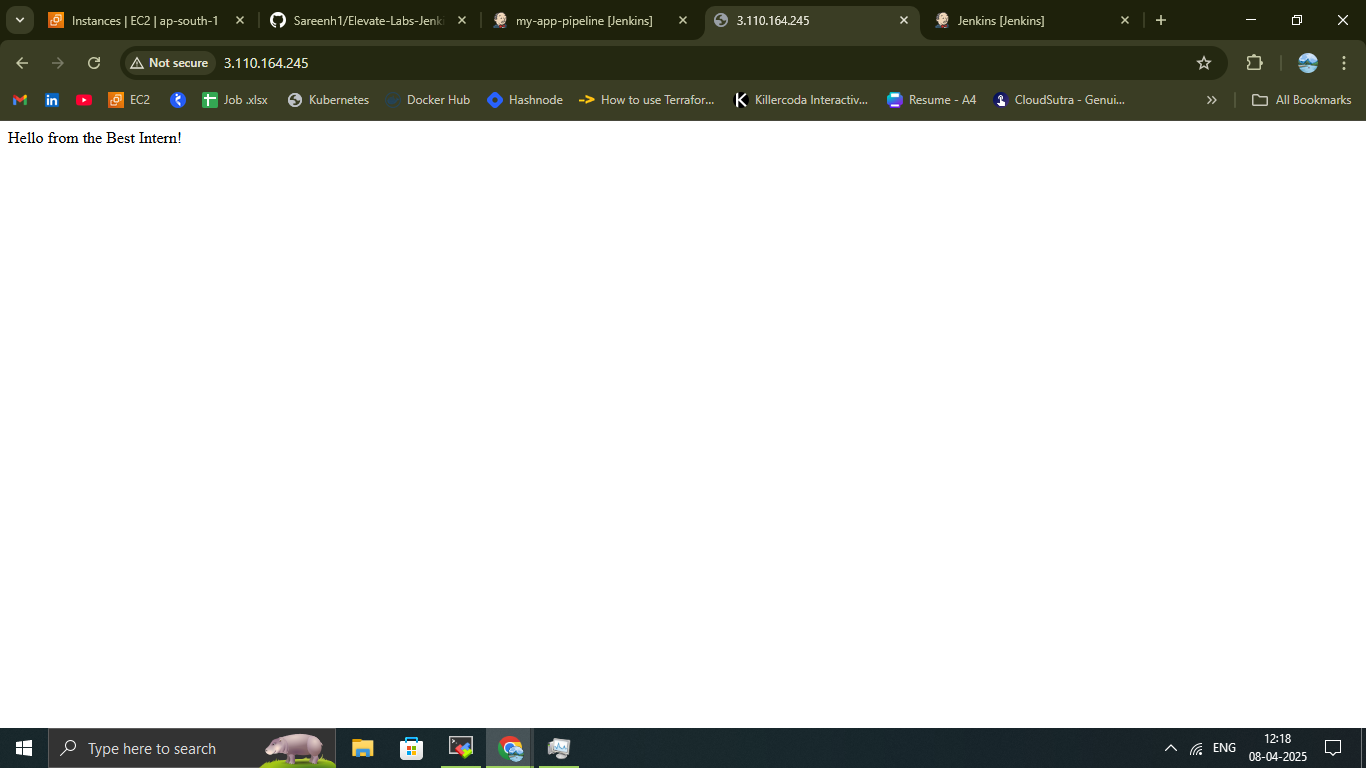 Instances | EC2 | ap-south-1
Sareenh1/Elevate-Labs-Jenki
my-app-pipeline [Jenkins]
3.110.164.245
Jenkins [Jenkins]
Not secure
3.110.164.245
EC2
Job .xlsx
Kubernetes
Docker Hub
Hashnode
How to use Terrafor...
Killercoda Interactiv...
Resume - A4
CloudSutra - Genui...
All Bookmarks
Hello from the Best Intern!
Type here to search
ENG
12:18
08-04-2025